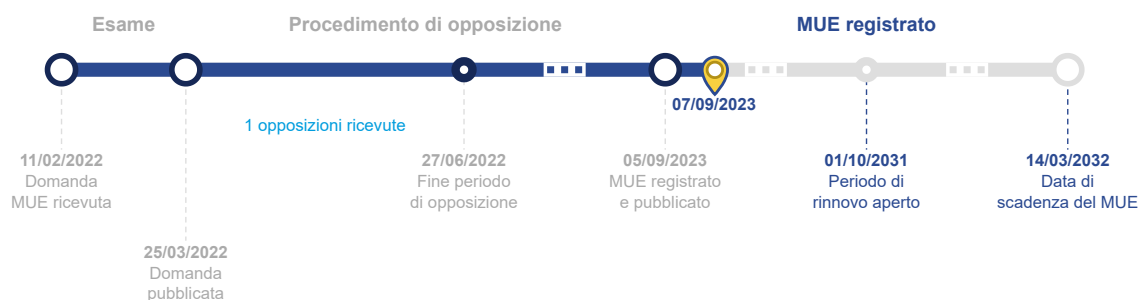 Esame
Procedimento di opposizione
MUE registrato
07/09/2023
1 opposizioni ricevute
11/02/2022
Domanda
MUE ricevuta
25/03/2022
Domanda
pubblicata
27/06/2022
Fine periodo
di opposizione
05/09/2023
MUE registrato
e pubblicato
01/10/2031
Periodo di
rinnovo aperto
14/03/2032
Data di
scadenza del MUE